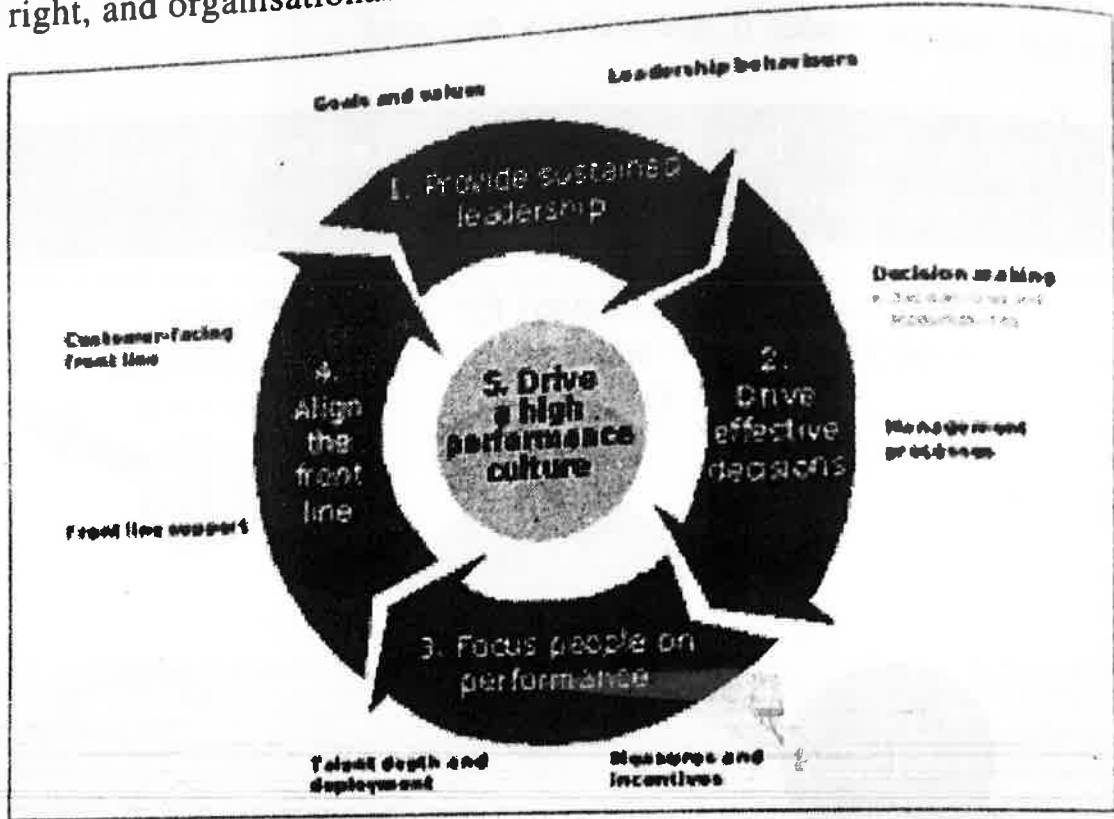 right, and organisational
Goals and values
Leadership behaviours
1. Provide sustained
leadership
Decision making
Customer-facing
front line
4.
Align
the
front
line
5. Drive
a high
performance
culture
2.
Drive
effective
decisions
Management
processes
Front line support
3. Focus people on
performance
Talent depth and
deployment
Measures and
incentives